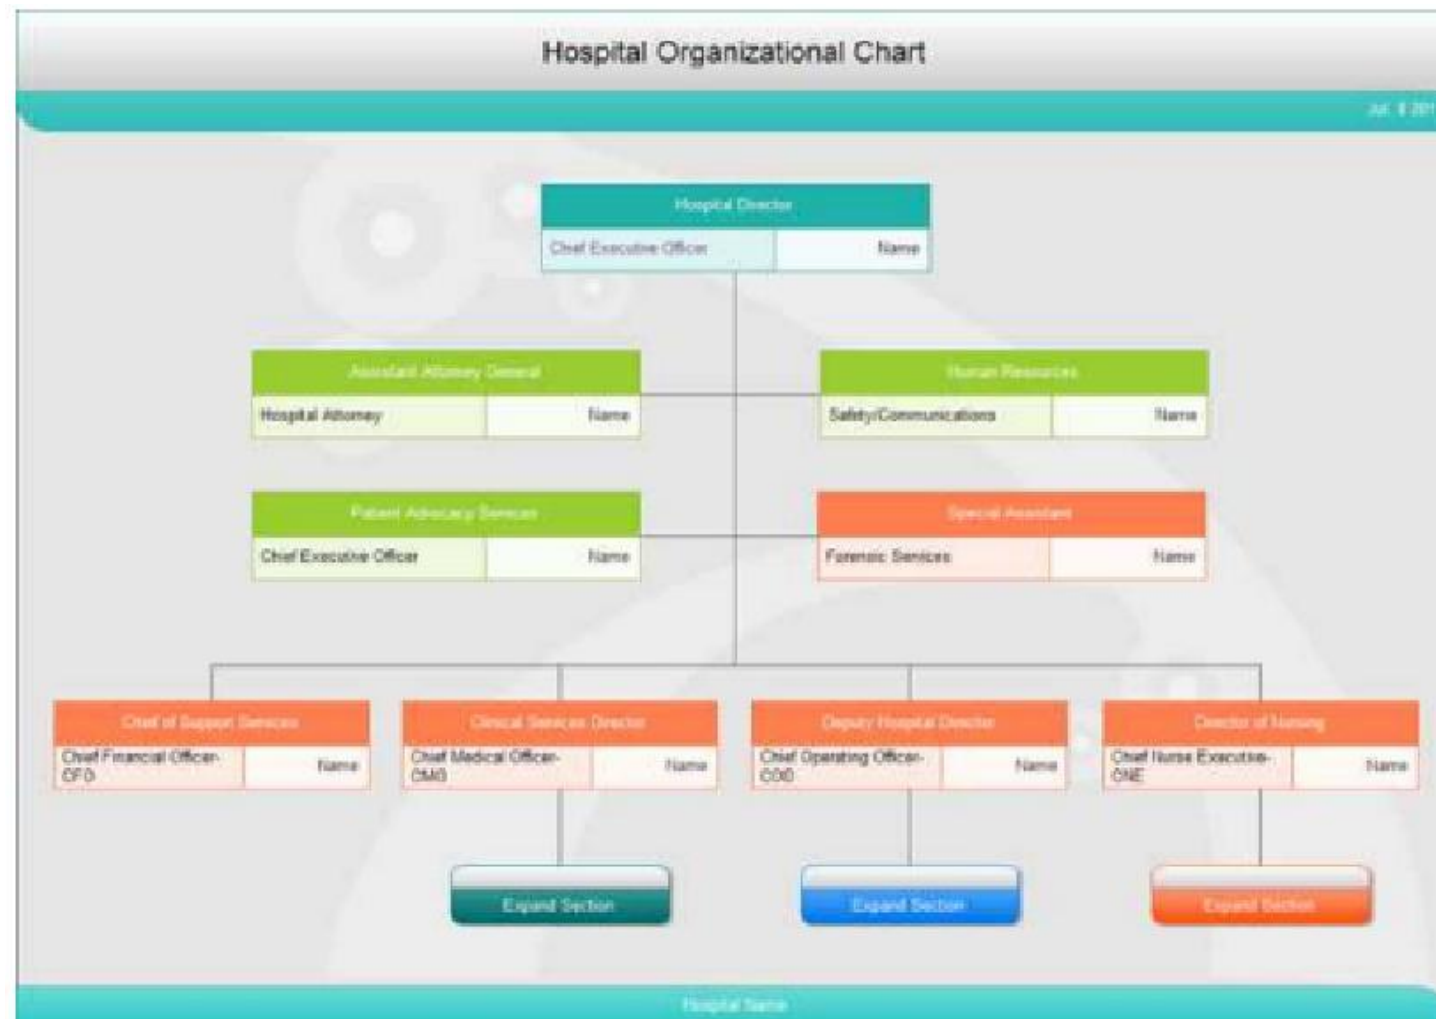 Hospital Organizational Chart
Hospital Director
Chief Executive Officer
Name
Assistant Attorney General
Human Resources
Hospital Attorney
Name
Safety/Communications
Name
Patient Advocacy Services
Special Assistant
Chief Executive Officer
Name
Forensic Services
Name
Chief of Support Services
Clinical Services Director
Deputy Hospital Director
Director of Nursing
Chief Financial Officer-
CFO
Name
Chief Medical Officer-
CMO
Name
Chief Operating Officer-
COO
Name
Chief Nurse Executive-
CNE
Name
Expand Section
Expand Section
Expand Section
Hospital Name